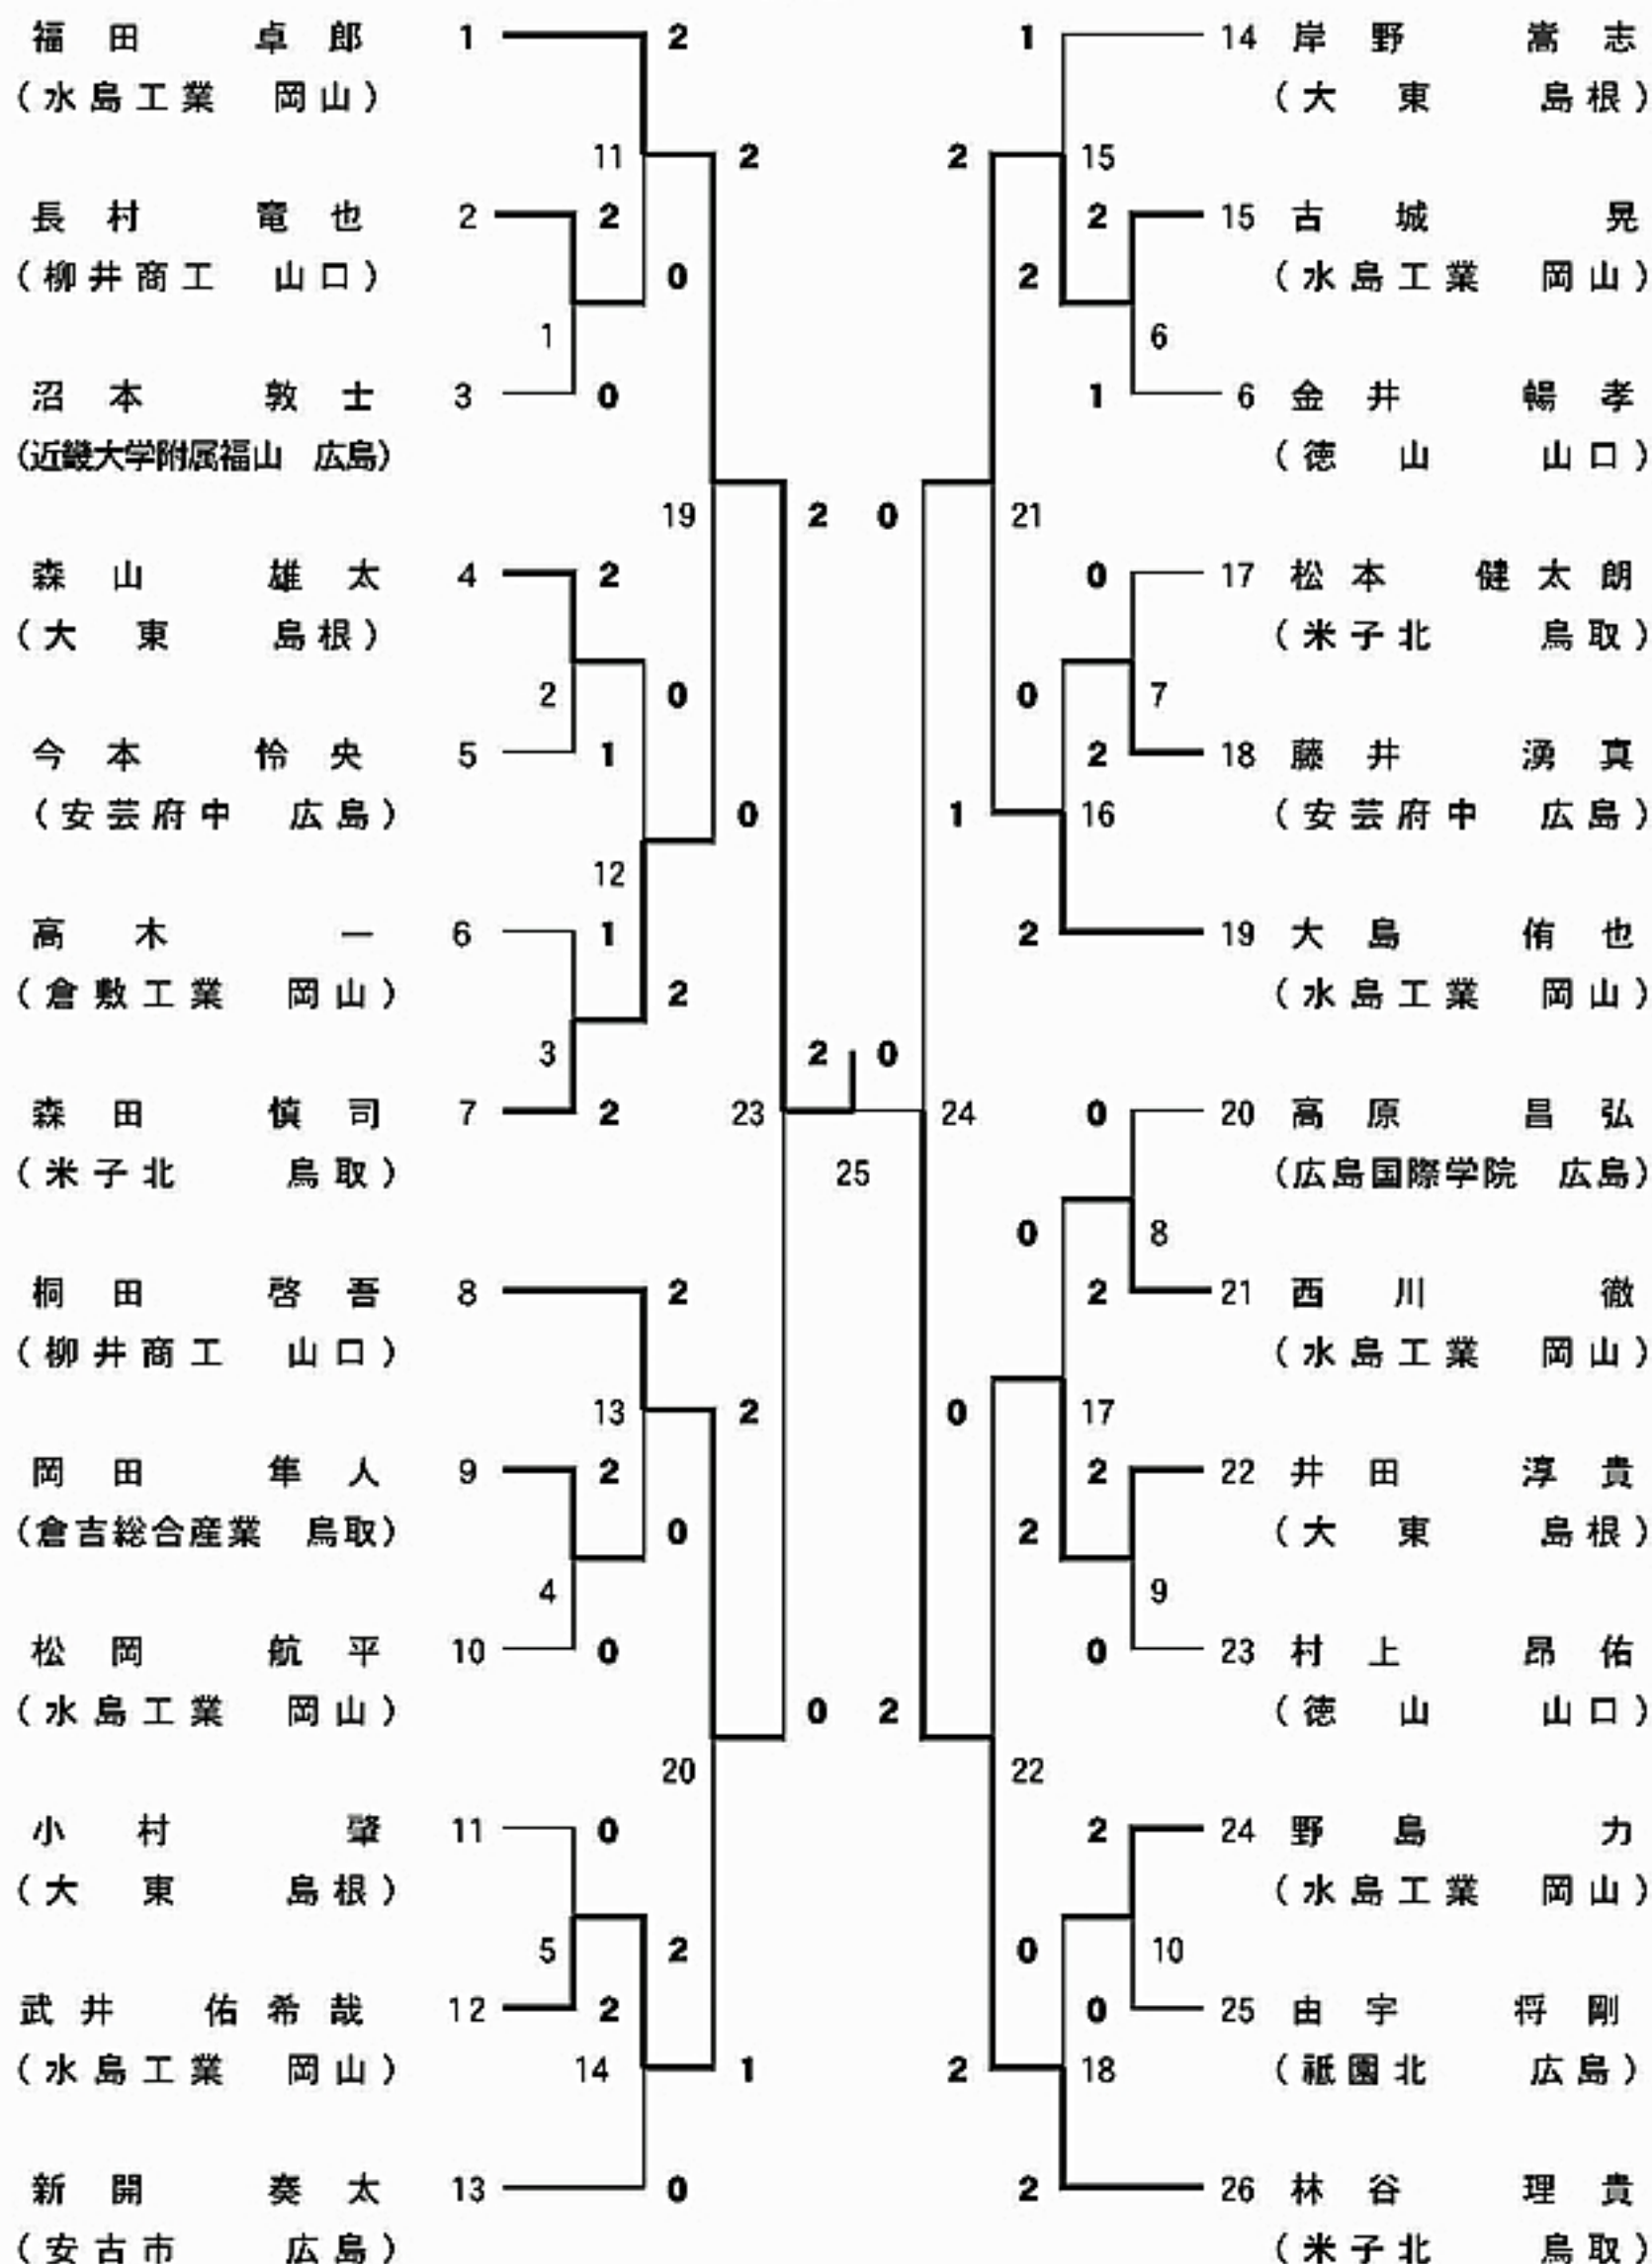 福田 卓郎 1 2 1 14 岸野 嵩志
(水島工業 岡山) (大東 島根)
11 2 2 15
長村 竜也 2 2 2 15 古城 晃
(柳井商工 山口) 0 2 (水島工業 岡山)
1 6
沼本 敦士 3 0 1 6 金井 暢孝
(近畿大学附属福山 広島) (徳山 山口)
19 2 0 21
森山 雄太 4 2 0 17 松本 健太朗
(大東 島根) (米子北 鳥取)
2 0 0 7
今本 怜央 5 1 2 18 藤井 湧真
(安芸府中 広島) 0 1 16 (安芸府中 広島)
12
高木 一 6 1 2 19 大島 侑也
(倉敷工業 岡山) 2 (水島工業 岡山)
3 2 0
森田 慎司 7 2 23 24 0 20 高原 昌弘
(米子北 鳥取) 25 (広島国際学院 広島)
0 8
桐田 啓吾 8 2 2 21 西川 徹
(柳井商工 山口) (水島工業 岡山)
13 2 0 17
岡田 隼人 9 2 2 22 井田 淳貴
(倉吉総合産業 鳥取) 0 2 (大東 島根)
4 9
松岡 航平 10 0 0 23 村上 昂佑
(水島工業 岡山) 0 2 (徳山 山口)
20 22
小村 肇 11 0 2 24 野島 力
(大東 島根) (水島工業 岡山)
5 2 0 10
武井 佑希哉 12 2 0 25 由宇 将剛
(水島工業 岡山) 14 1 2 18 (祇園北 広島)
新開 奏太 13 0 2 26 林谷 理貴
(安古市 広島) (米子北 鳥取)